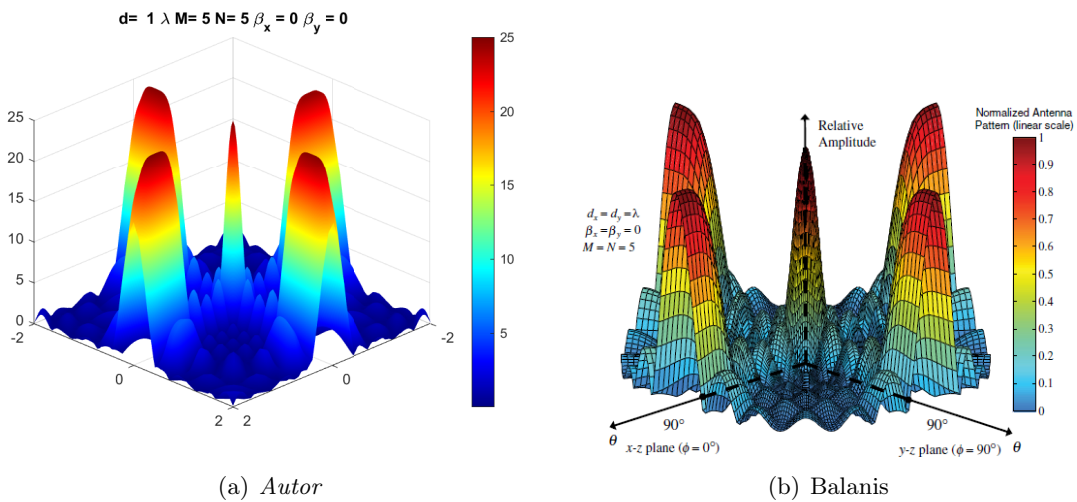 d= 1 λ M= 5 N= 5 βx = 0 βy = 0
25
20
15
10
5
0
-2
0
2
2
0
-2
25
20
15
10
5
(a) Autor
Relative
Amplitude
dx = dy = λ
βx = βy = 0
M = N = 5
Normalized Antenna
Pattern (linear scale)
1
0.9
0.8
0.7
0.6
0.5
0.4
0.3
0.2
0.1
0
90°
θ
x-z plane (ϕ = 0°)
90°
θ
y-z plane (ϕ = 90°)
(b) Balanis